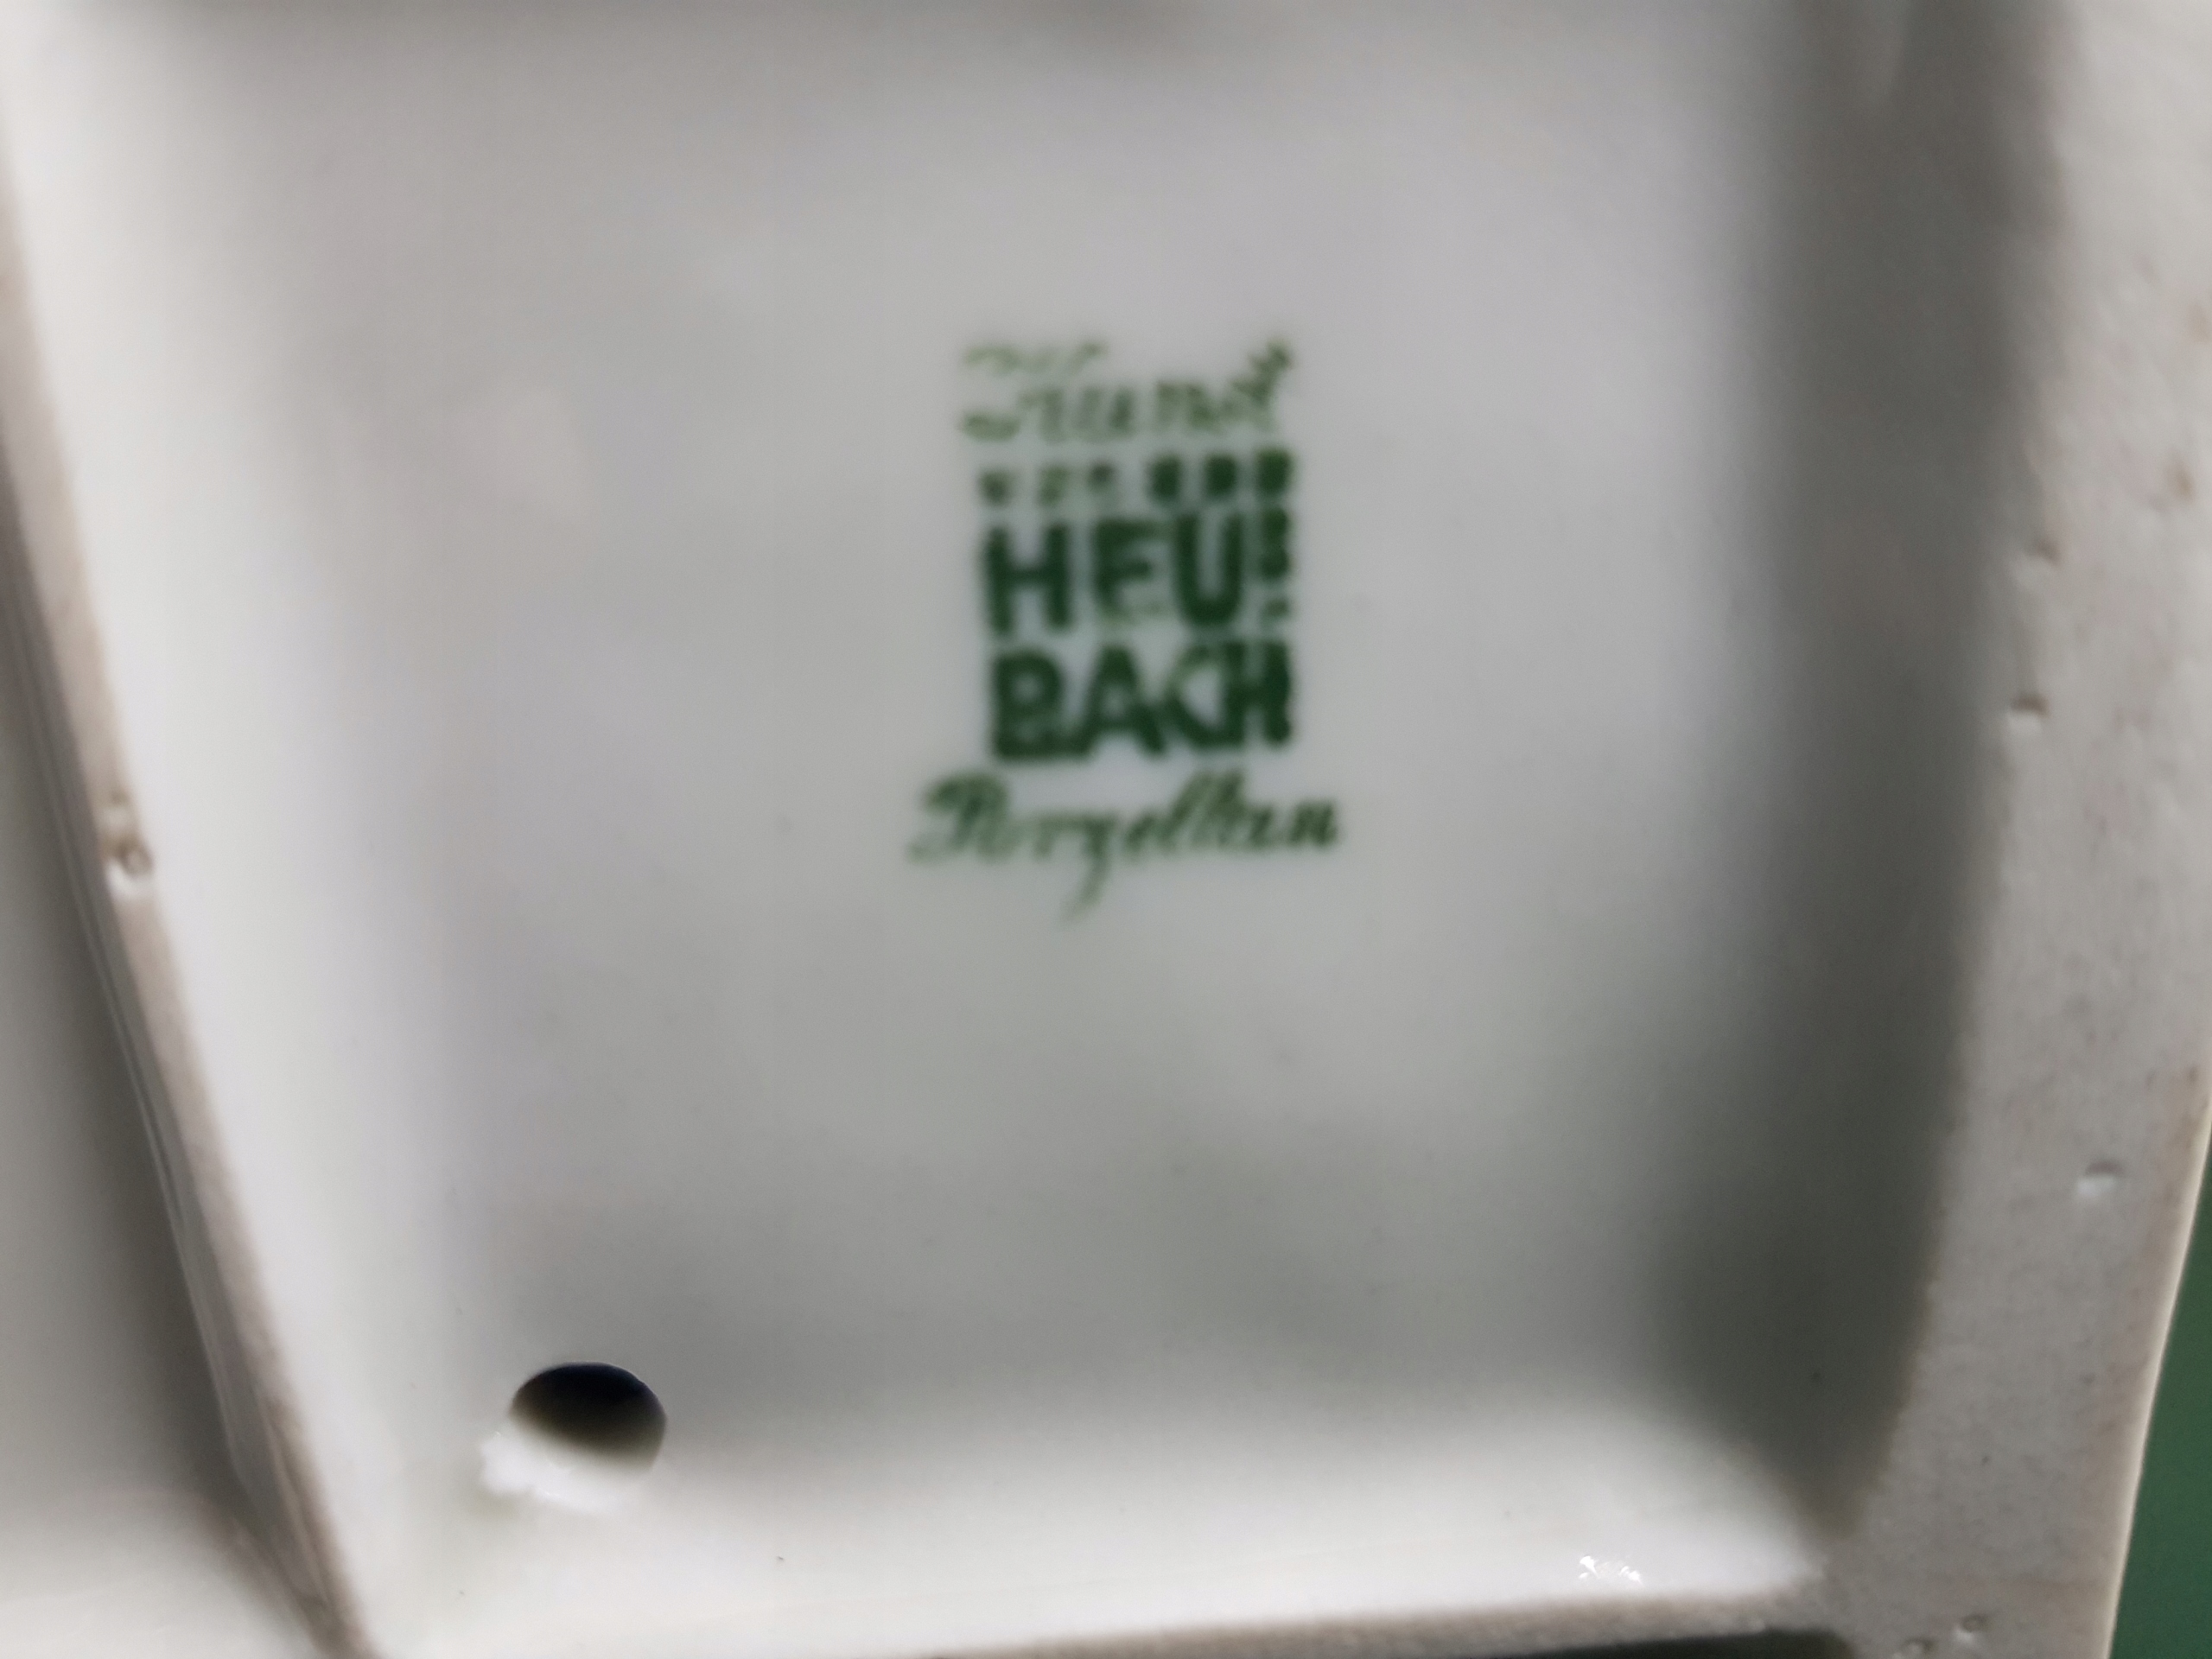 Kunst
HEU
BACH
Porzellan